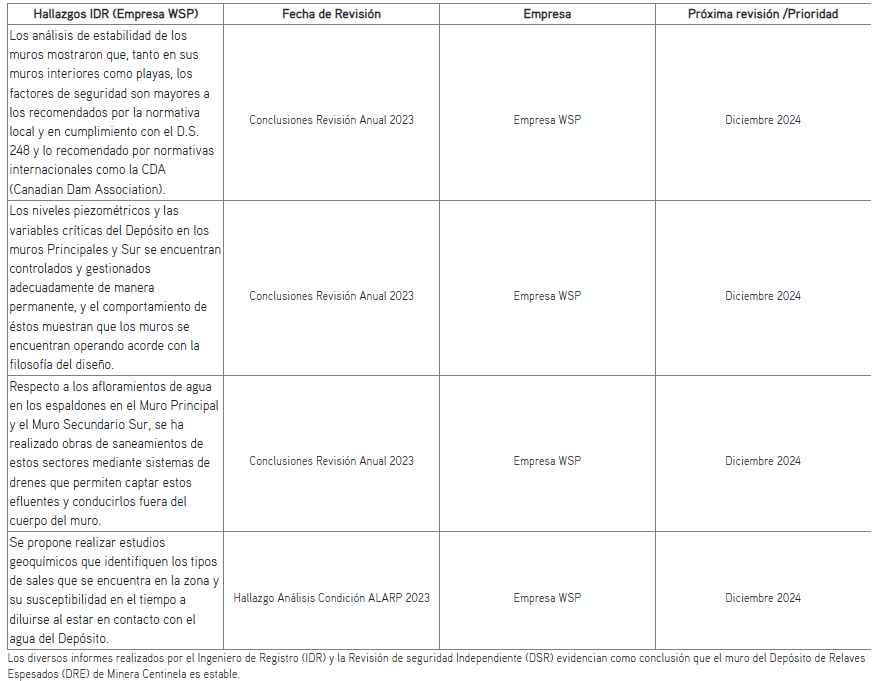 Hallazgos IDR (Empresa WSP) Fecha de Revisión Empresa Próxima revisión /Prioridad
Los análisis de estabilidad de los
muros mostraron que, tanto en sus
muros interiores como playas, los
factores de seguridad son mayores a
los recomendados por la normativa
local y en cumplimiento con el D.S.
248 y lo recomendado por normativas
internacionales como la CDA
(Canadian Dam Association).
Conclusiones Revisión Anual 2023
Empresa WSP
Diciembre 2024
Los niveles piezométricos y las
variables críticas del Depósito en los
muros Principales y Sur se encuentran
controlados y gestionados
adecuadamente de manera
permanente, y el comportamiento de
éstos muestran que los muros se
encuentran operando acorde con la
filosofía del diseño.
Conclusiones Revisión Anual 2023
Empresa WSP
Diciembre 2024
Respecto a los afloramientos de agua
en los espaldones en el Muro Principal
y el Muro Secundario Sur, se ha
realizado obras de saneamientos de
estos sectores mediante sistemas de
drenes que permiten captar estos
efluentes y conducirlos fuera del
cuerpo del muro.
Conclusiones Revisión Anual 2023
Empresa WSP
Diciembre 2024
Se propone realizar estudios
geoquímicos que identifiquen los tipos
de sales que se encuentra en la zona y
su susceptibilidad en el tiempo a
diluirse al estar en contacto con el
agua del Depósito.
Hallazgo Análisis Condición ALARP 2023
Empresa WSP
Diciembre 2024
Los diversos informes realizados por el Ingeniero de Registro (IDR) y la Revisión de seguridad Independiente (DSR) evidencian como conclusión que el muro del Depósito de Relaves
Espesados (DRE) de Minera Centinela es estable.